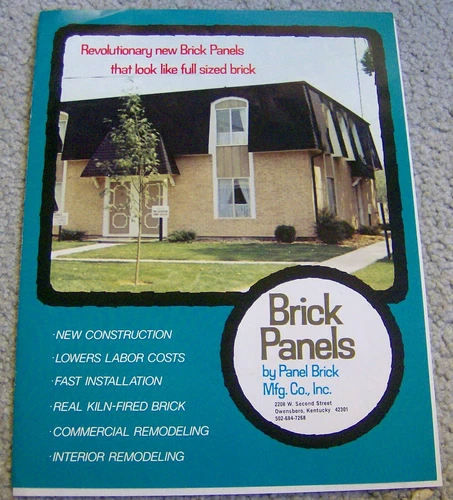 Revolutionary new Brick Panels
that look like full sized brick
Brick
Panels
by Panel Brick
Mfg. Co., Inc.
2208 W. Second Street
Owensboro, Kentucky 42301
502-684-7268
·NEW CONSTRUCTION
·LOWERS LABOR COSTS
·FAST INSTALLATION
·REAL KILN-FIRED BRICK
·COMMERCIAL REMODELING
·INTERIOR REMODELING